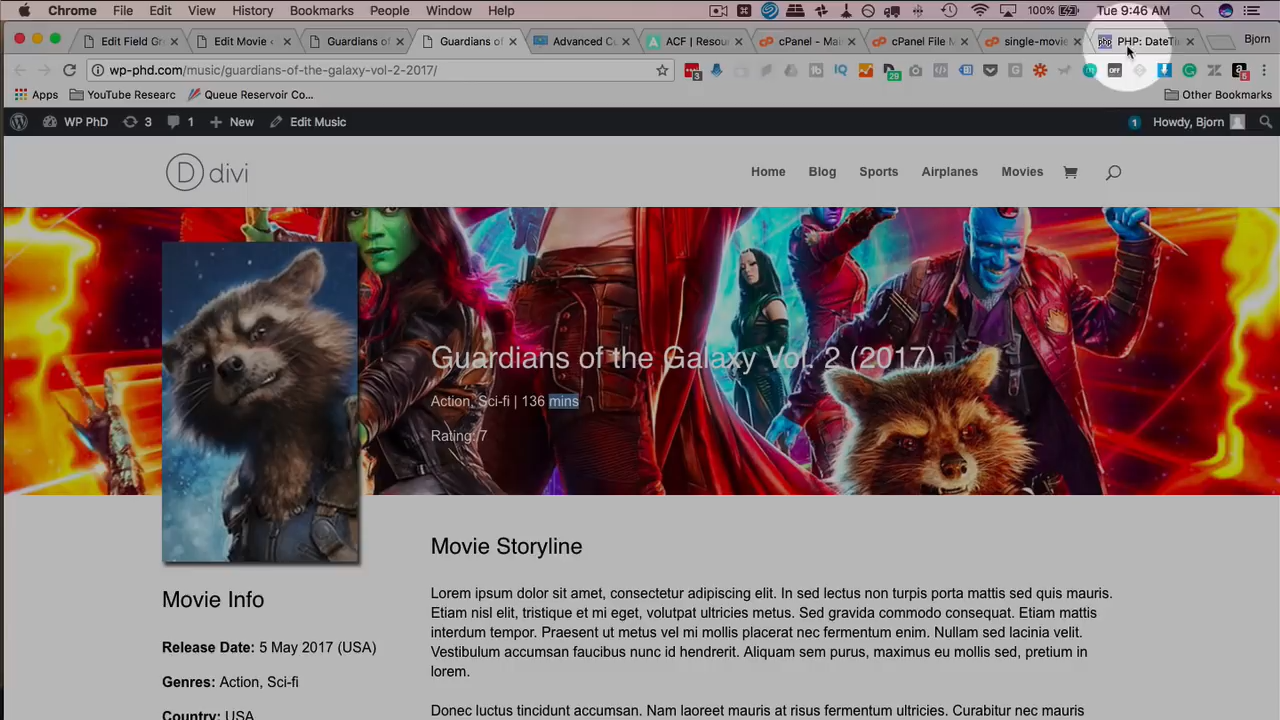 Chrome File Edit View History Bookmarks People Window Help 100% Tue 9:46 AM
Edit Field Gr Edit Movie ‹ Guardians of Guardians of Advanced Cu ACF | Resou cPanel - Mai cPanel File M single-movie PHP: DateTi Bjorn
wp-phd.com/music/guardians-of-the-galaxy-vol-2-2017/
Apps YouTube Researc Queue Reservoir Co... Other Bookmarks
WP PhD 3 1 New Edit Music 1 Howdy, Bjorn
D divi Home Blog Sports Airplanes Movies
Guardians of the Galaxy Vol. 2 (2017)
Action, Sci-fi | 136 mins
Rating: 7
Movie Storyline
Lorem ipsum dolor sit amet, consectetur adipiscing elit. In sed lectus non turpis porta mattis sed quis mauris.
Etiam nisl elit, tristique et mi eget, volutpat ultricies metus. Sed gravida commodo consequat. Etiam mattis
interdum tempor. Praesent ut metus vel mi mollis placerat nec fermentum enim. Nullam sed lacinia velit.
Vestibulum accumsan faucibus nunc id hendrerit. Aliquam sem purus, maximus eu mollis sed, pretium in
lorem.
Donec luctus tincidunt accumsan. Nam laoreet mauris at risus fermentum ultricies. Curabitur nec mauris
Movie Info
Release Date: 5 May 2017 (USA)
Genres: Action, Sci-fi
Country: USA